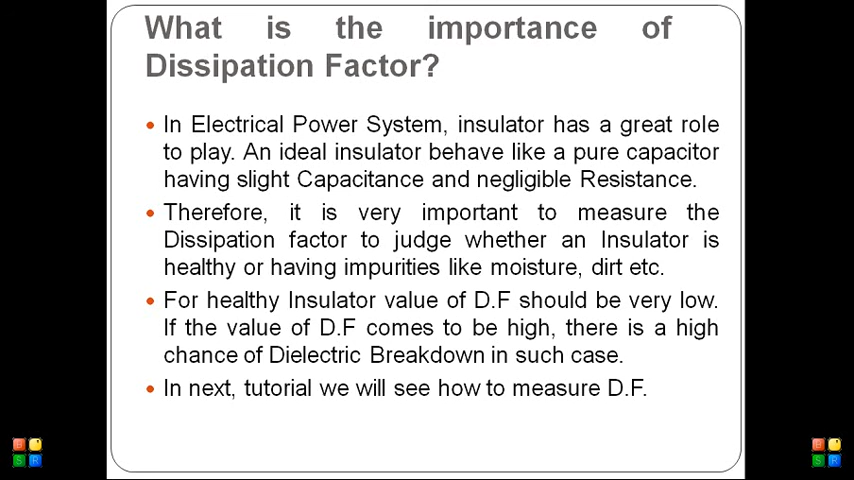 What is the importance of
Dissipation Factor?
In Electrical Power System, insulator has a great role
to play. An ideal insulator behave like a pure capacitor
having slight Capacitance and negligible Resistance.
Therefore, it is very important to measure the
Dissipation factor to judge whether an Insulator is
healthy or having impurities like moisture, dirt etc.
For healthy Insulator value of D.F should be very low.
If the value of D.F comes to be high, there is a high
chance of Dielectric Breakdown in such case.
In next, tutorial we will see how to measure D.F.